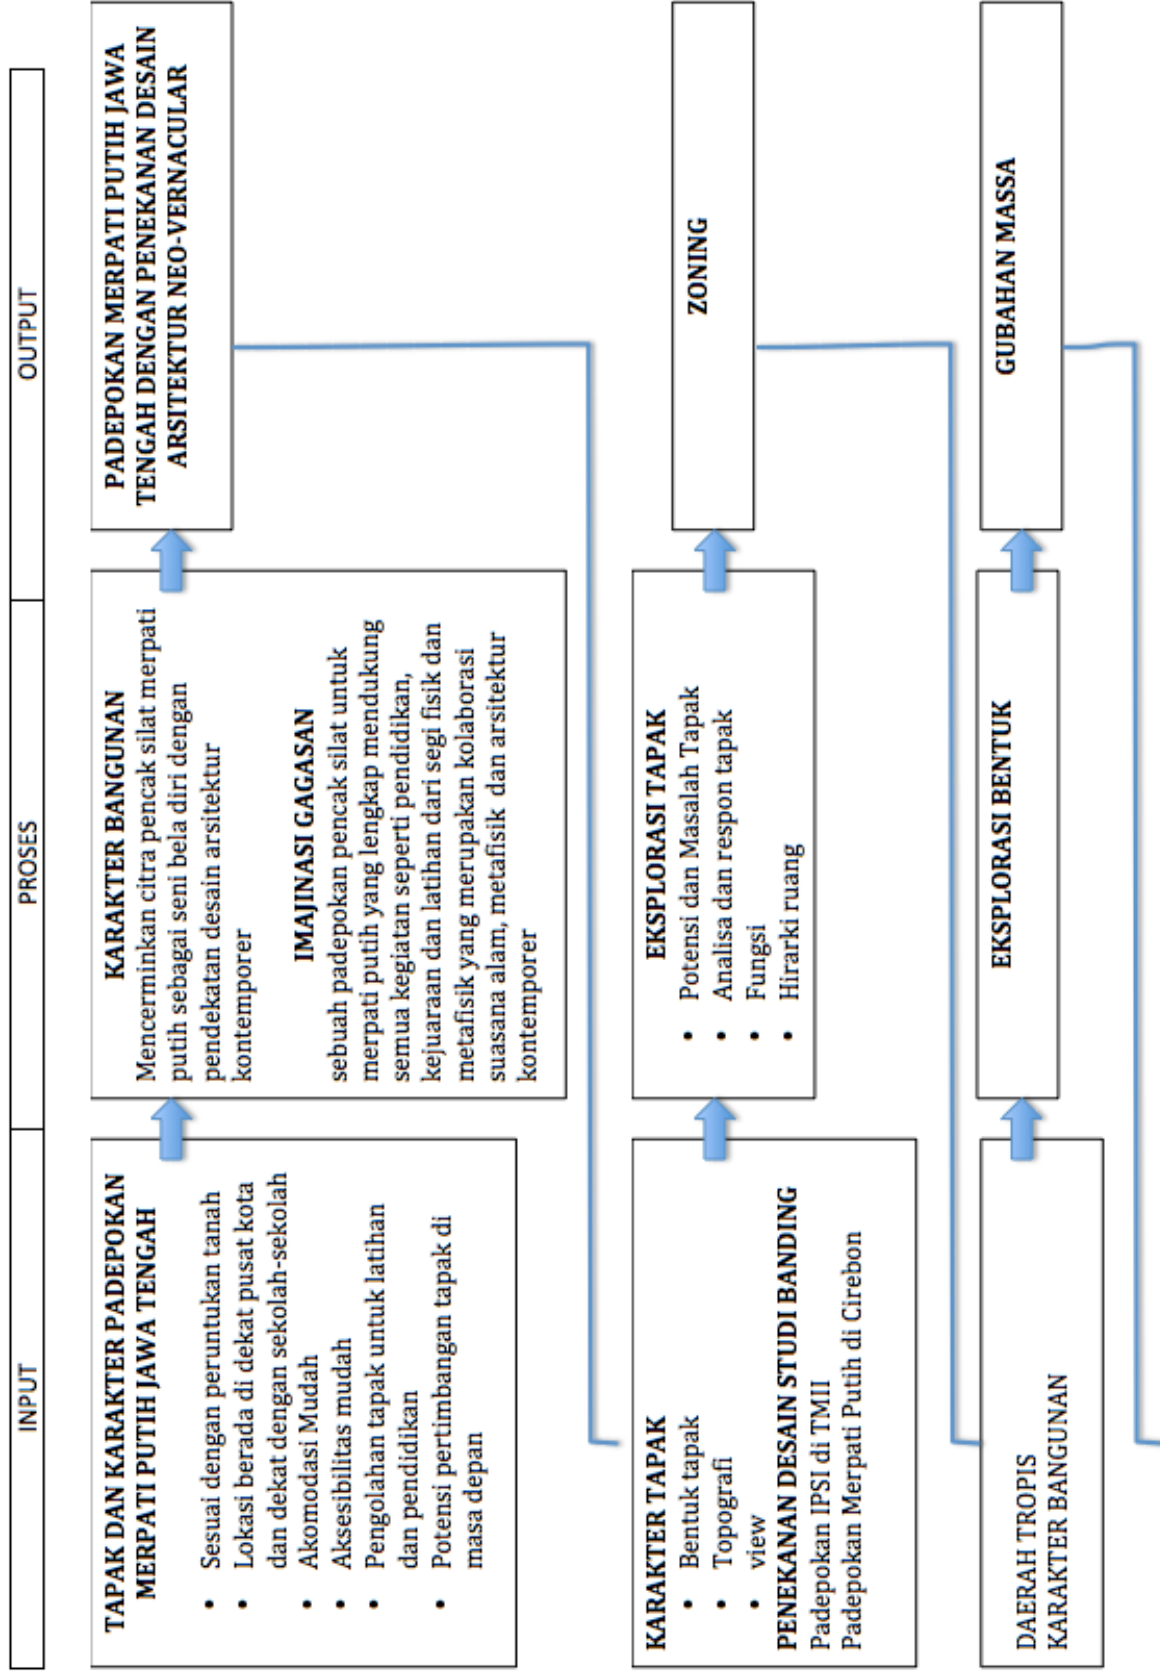 INPUT
PROSES
OUTPUT
TAPAK DAN KARAKTER PADEPOKAN
MERPATI PUTIH JAWA TENGAH
• Sesuai dengan peruntukan tanah
• Lokasi berada di dekat pusat kota
dan dekat dengan sekolah-sekolah
• Akomodasi Mudah
• Aksesibilitas mudah
• Pengolahan tapak untuk latihan
dan pendidikan
• Potensi pertimbangan tapak di
masa depan
KARAKTER BANGUNAN
Mencerminkan citra pencak silat merpati
putih sebagai seni bela diri dengan
pendekatan desain arsitektur
kontemporer
IMAJINASI GAGASAN
sebuah padepokan pencak silat untuk
merpati putih yang lengkap mendukung
semua kegiatan seperti pendidikan,
kejuaraan dan latihan dari segi fisik dan
metafisik yang merupakan kolaborasi
suasana alam, metafisik dan arsitektur
kontemporer
PADEPOKAN MERPATI PUTIH JAWA
TENGAH DENGAN PENEKANAN DESAIN
ARSITEKTUR NEO-VERNACULAR
KARAKTER TAPAK
• Bentuk tapak
• Topografi
• view
PENEKANAN DESAIN STUDI BANDING
Padepokan IPSI di TMII
Padepokan Merpati Putih di Cirebon
EKSPLORASI TAPAK
• Potensi dan Masalah Tapak
• Analisa dan respon tapak
• Fungsi
• Hirarki ruang
ZONING
DAERAH TROPIS
KARAKTER BANGUNAN
EKSPLORASI BENTUK
GUBAHAN MASSA